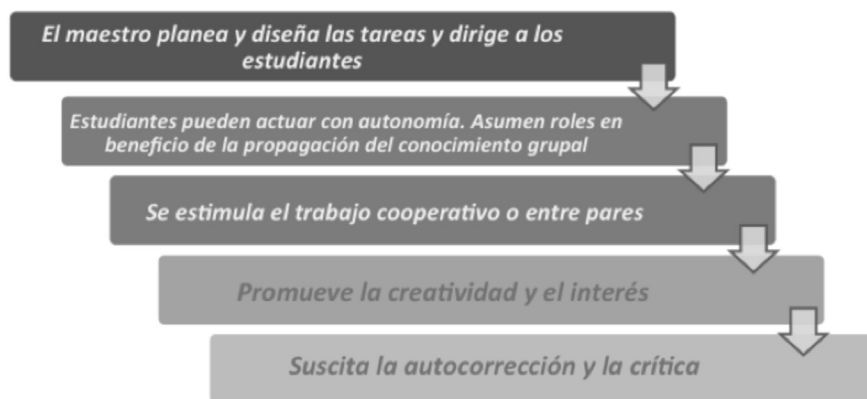 El maestro planea y diseña las tareas y dirige a los
estudiantes
Estudiantes pueden actuar con autonomía. Asumen roles en
beneficio de la propagación del conocimiento grupal
Se estimula el trabajo cooperativo o entre pares
Promueve la creatividad y el interés
Suscita la autocorrección y la crítica